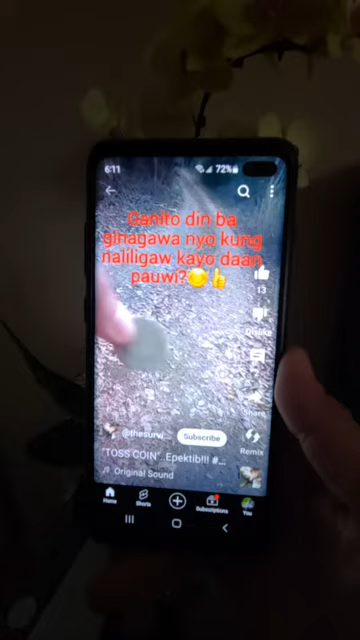 6:11 72%
Ganito din ba
ginagawa nyo kung
naliligaw kayo daan
pauwi?😊👍
13
Dislike
Share
@thesurvi... Subscribe
Remix
"TOSS COIN"..Epektib!!! #...
Original Sound
Home Shorts Subscriptions You